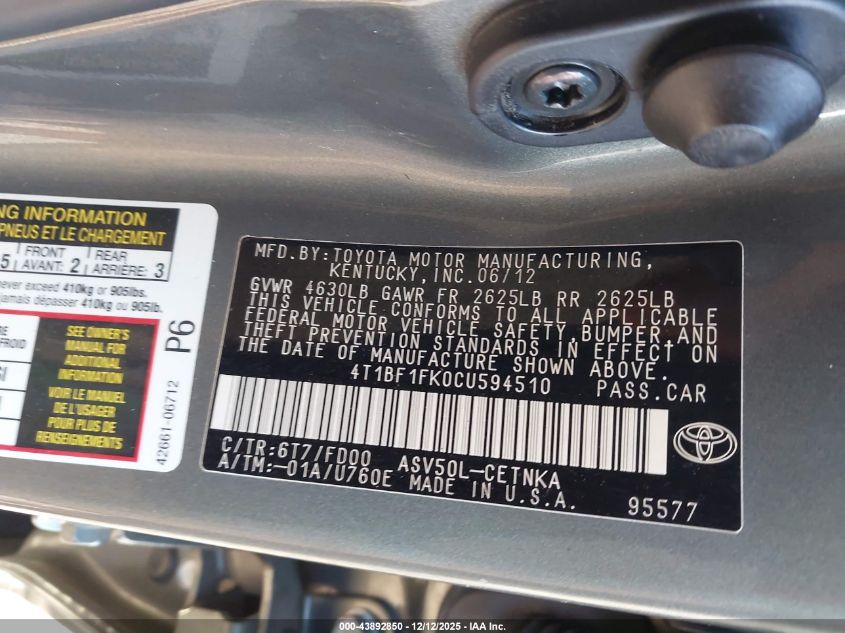 NG INFORMATION
PNEUS ET LE CHARGEMENT
5 FRONT AVANT: 2 REAR ARRIÈRE: 3
never exceed 410kg or 905lbs.
jamais dépasser 410kg ou 905lb.
SEE OWNER'S
MANUAL FOR
ADDITIONAL
INFORMATION
VOIR LE MANUEL
DE L'USAGER
POUR PLUS DE
RENSEIGNEMENTS
P6
42661-06712
MFD.BY:TOYOTA MOTOR MANUFACTURING,
KENTUCKY, INC. 06/12
GVWR 4630LB GAWR FR 2625LB RR 2625LB
THIS VEHICLE CONFORMS TO ALL APPLICABLE
FEDERAL MOTOR VEHICLE SAFETY, BUMPER, AND
THEFT PREVENTION STANDARDS IN EFFECT ON
THE DATE OF MANUFACTURE SHOWN ABOVE.
4T1BF1FK0CU594510 PASS.CAR
C/TR:6T7/FD00 ASV50L-CETNKA
A/TM:-01A/U760E MADE IN U.S.A.
95577
TOYOTA
000-43892850 - 12/12/2025 - IAA Inc.